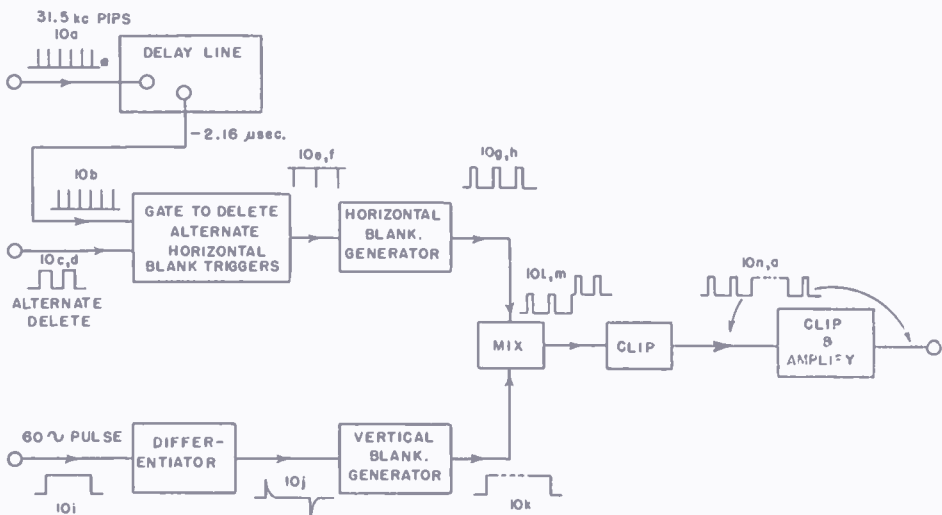 31.5 kc PIPS
10a
DELAY LINE
-2.16 μsec.
10b
10e,f
10g,h
GATE TO DELETE
ALTERNATE
HORIZONTAL
BLANK TRIGGERS
HORIZONTAL
BLANK.
GENERATOR
10c,d
ALTERNATE
DELETE
10l,m
10n,o
MIX
CLIP
CLIP
&
AMPLIFY
60~ PULSE
10i
DIFFER-
ENTIATOR
10j
VERTICAL
BLANK.
GENERATOR
10k